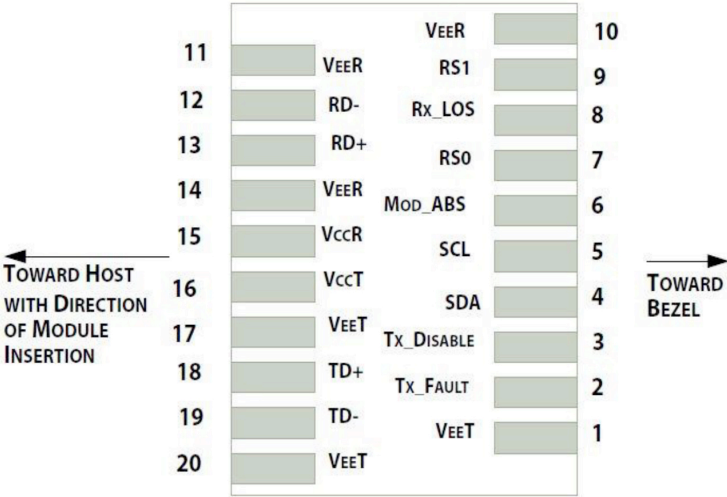 11 VEER
12 RD-
13 RD+
14 VEER
15 VCCR
16 VCCT
17 VEET
18 TD+
19 TD-
20 VEET
VEER 10
RS1 9
RX_LOS 8
RS0 7
MOD_ABS 6
SCL 5
SDA 4
TX_DISABLE 3
TX_FAULT 2
VEET 1
TOWARD HOST
WITH DIRECTION
OF MODULE
INSERTION
TOWARD
BEZEL